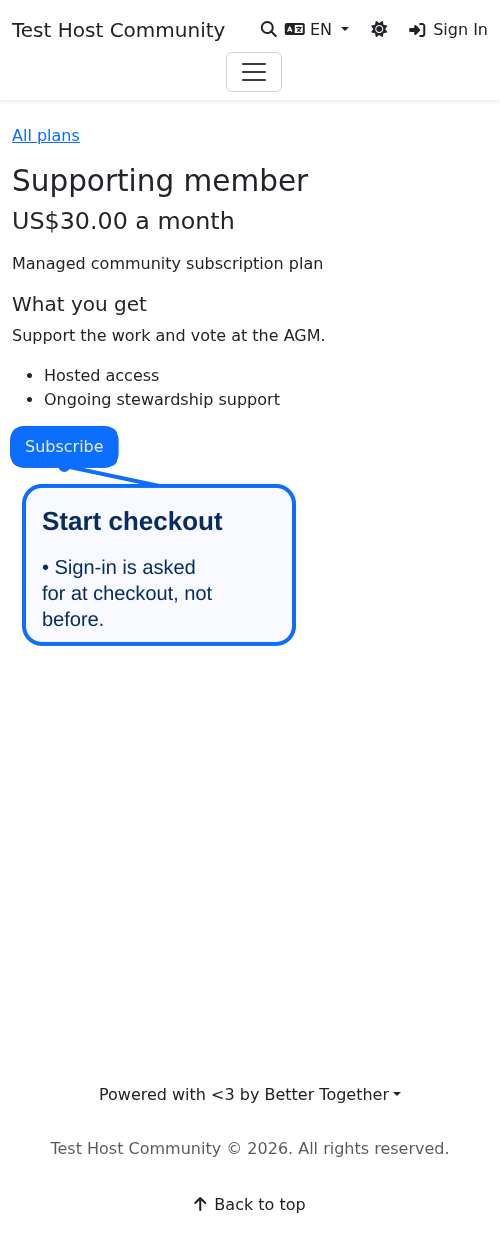 Test Host Community
EN
Sign In
All plans
Supporting member
US$30.00 a month
Managed community subscription plan
What you get
Support the work and vote at the AGM.
• Hosted access
• Ongoing stewardship support
Subscribe
Start checkout
• Sign-in is asked
for at checkout, not
before.
Powered with <3 by Better Together
Test Host Community © 2026. All rights reserved.
Back to top